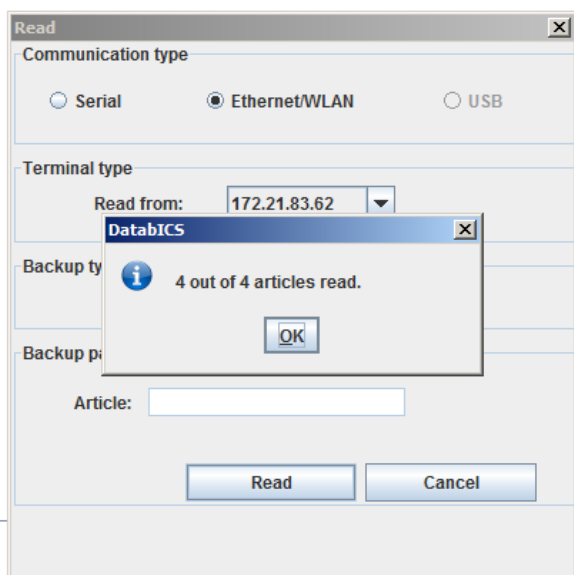 Read
Communication type
Serial
Ethernet/WLAN
USB
Terminal type
Read from:
172.21.83.62
DatabICS
Backup ty
4 out of 4 articles read.
OK
Backup pa
Article:
Read
Cancel